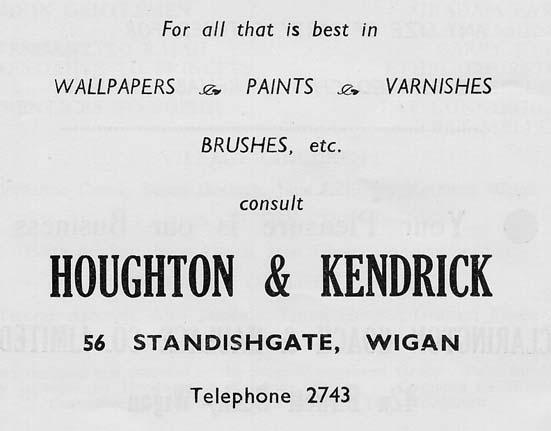 For all that is best in
WALLPAPERS PAINTS VARNISHES
BRUSHES, etc.
consult
HOUGHTON & KENDRICK
56 STANDISHGATE, WIGAN
Telephone 2743